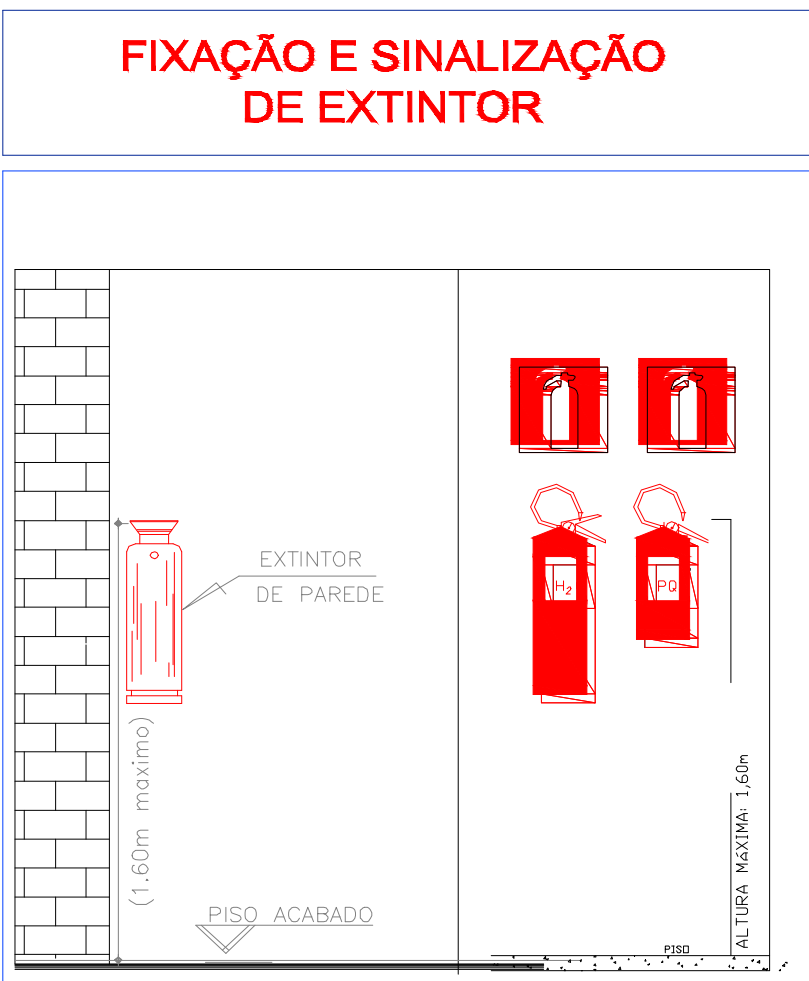 FIXAÇÃO E SINALIZAÇÃO
DE EXTINTOR
EXTINTOR
DE PAREDE
(1.60m maximo)
PISO ACABADO
H2
PQ
ALTURA MÁXIMA: 1,60m
PISO